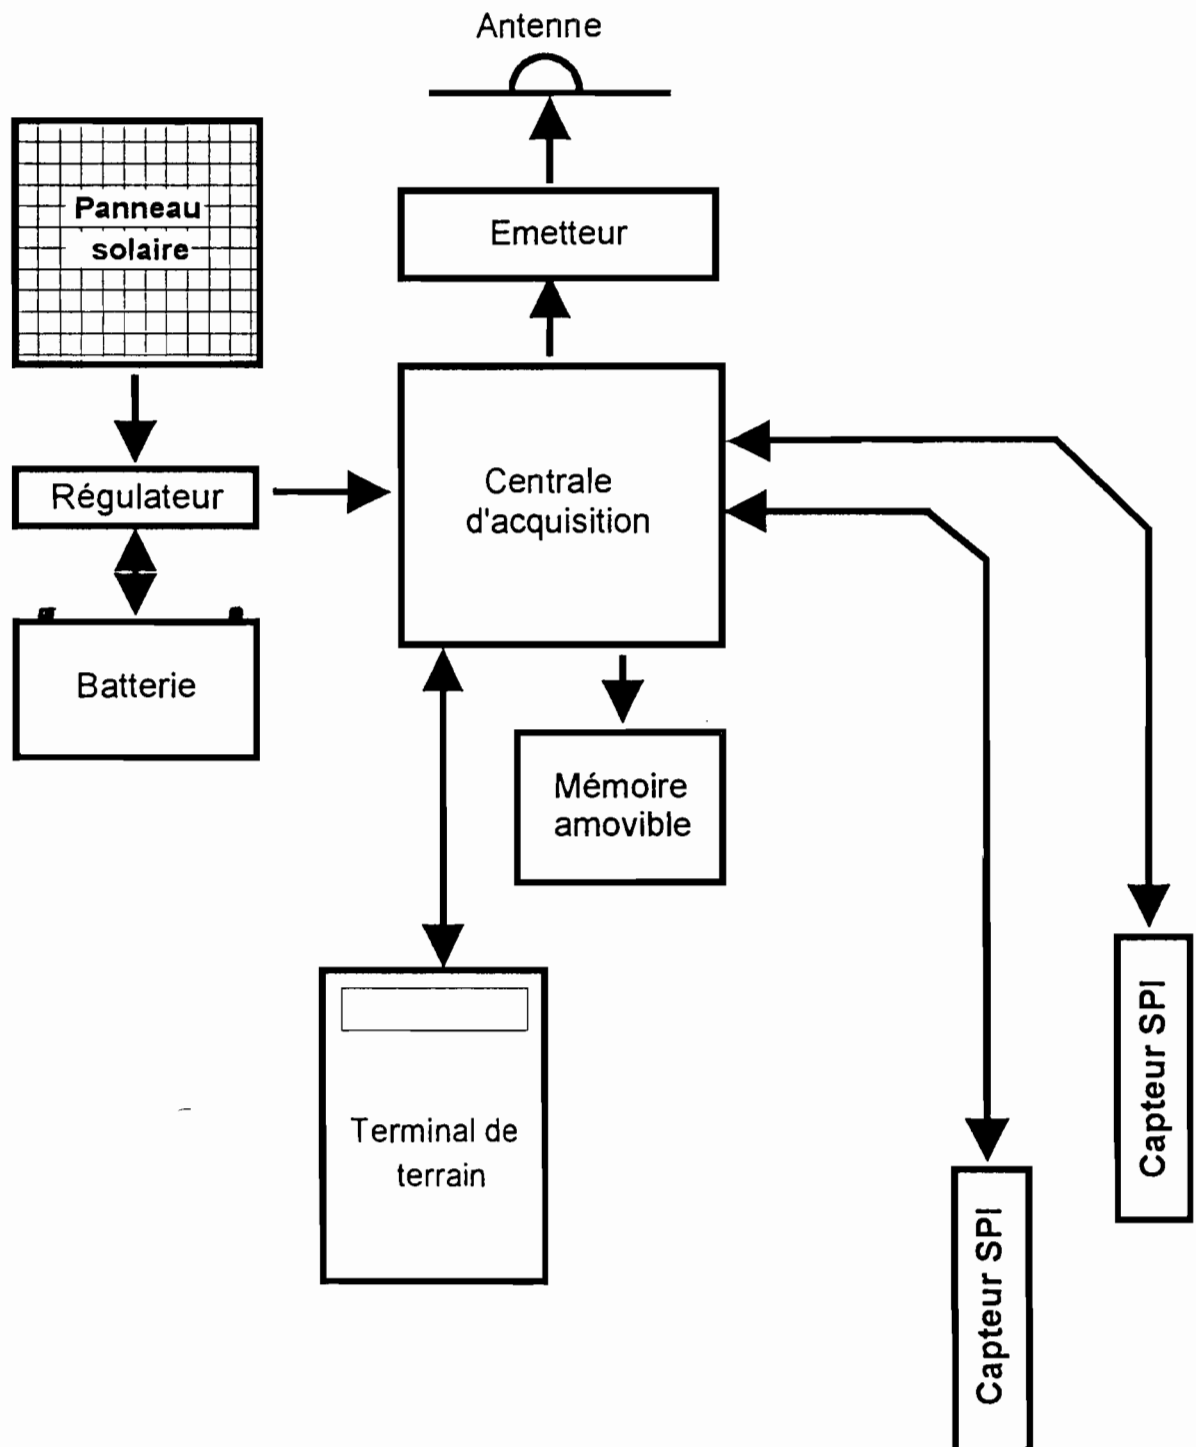 Antenne
Panneau
solaire
Emetteur
Régulateur
Centrale
d'acquisition
Batterie
Mémoire
amovible
Terminal de
terrain
Capteur SPI
Capteur SPI